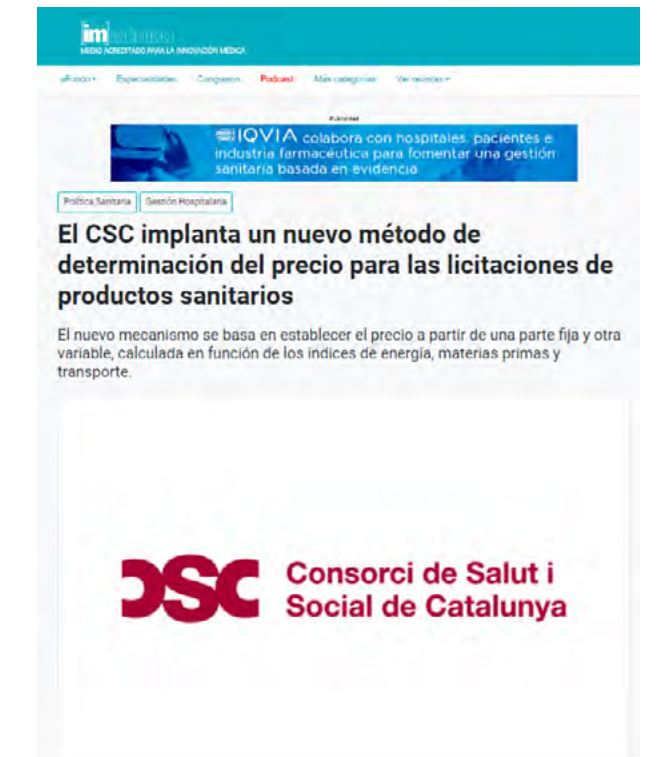 im
MEDIO ACREDITADO PARA LA INNOVACIÓN MÉDICA
Especialidades Congresos Podcast Más categorías Ver revistas
Publicidad
IQVIA colabora con hospitales, pacientes e
industria farmacéutica para fomentar una gestión
sanitaria basada en evidencia
Política Sanitaria Gestión Hospitalaria
El CSC implanta un nuevo método de
determinación del precio para las licitaciones de
productos sanitarios
El nuevo mecanismo se basa en establecer el precio a partir de una parte fija y otra
variable, calculada en función de los índices de energía, materias primas y
transporte.
CSC Consorci de Salut i
Social de Catalunya